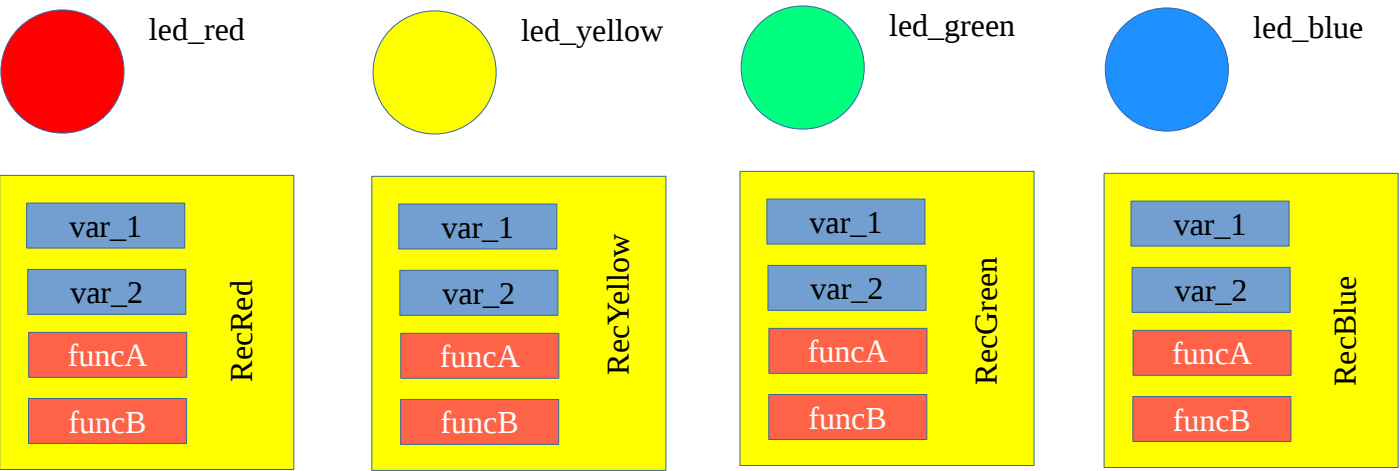 led_red
led_yellow
led_green
led_blue
var_1
var_2
funcA
funcB
RecRed
var_1
var_2
funcA
funcB
RecYellow
var_1
var_2
funcA
funcB
RecGreen
var_1
var_2
funcA
funcB
RecBlue